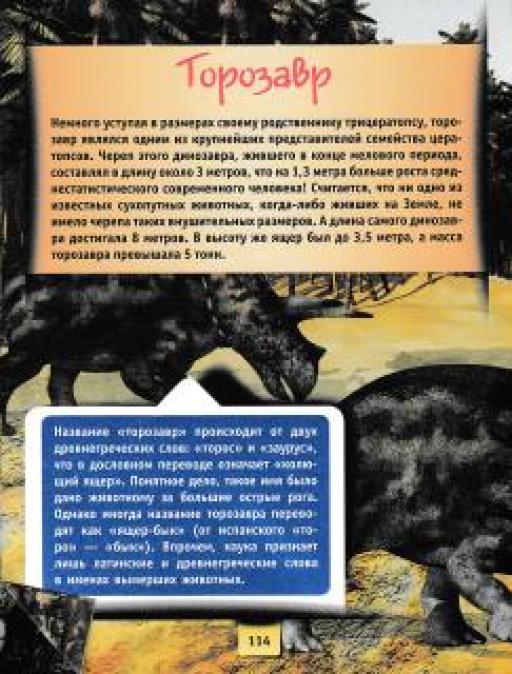 Торозавр
Немного уступая в размерах своему родственнику трицератопсу, торо-
завр являлся одним из крупнейших представителей семейства цера-
топсов. Череп этого динозавра, жившего в конце мелового периода,
составлял в длину около 3 метров, что на 1,3 метра больше роста сред-
нестатистического современного человека! Считается, что ни одно из
известных сухопутных животных, когда-либо живших на Земле, не
имело черепа таких внушительных размеров. А длина самого динозав-
ра достигала 8 метров. В высоту же ящер был до 3,5 метра, а масса
торозавра превышала 5 тонн.
Название «торозавр» происходит от двух
древнегреческих слов: «торос» и «заурус»,
что в дословном переводе означает «колю-
щий ящер». Понятное дело, такое имя было
дано животному за большие острые рога.
Однако иногда название торозавра перево-
дят как «ящер-бык» (от испанского «то-
ро» — «бык»). Впрочем, наука признает
лишь латинские и древнегреческие слова
в именах вымерших животных.
114